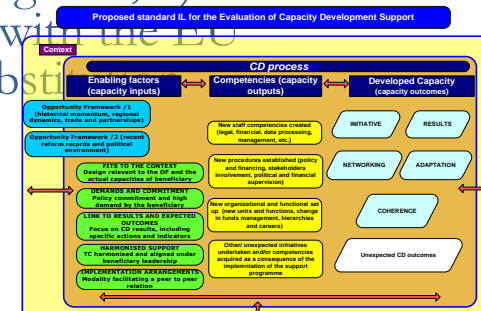 Proposed standard IL for the Evaluation of Capacity Development Support
with the EU
Context
CD process
Enabling factors
(capacity inputs)
Competencies (capacity
outputs)
Developed Capacity
(capacity outcomes)
Opportunity Framework /1
(historical momentum, regional
dynamics, trade and partnerships)
Opportunity Framework /2 (recent
reform records and political
environment)
FITS TO THE CONTEXT
Design relevant to the OF and the
actual capacities of beneficiary
DEMANDS AND COMMITMENT
Policy commitment and high
demand by the beneficiary
LINK TO RESULTS AND EXPECTED
OUTCOMES
Focus on CD results, including
specific actions and indicators
HARMONISED SUPPORT
TC harmonised and aligned under
beneficiary leadership
IMPLEMENTATION ARRANGEMENTS
Modality facilitating a peer to peer
relation
New staff competencies created
(legal, financial, data processing,
management, etc.)
New procedures established (policy
and financing, stakeholders
involvement, political and financial
supervision)
New organizational and functional set
up (new units and functions, change
in funds management, hierarchies
and careers)
Other/ unexpected initiatives
undertaken and/or competencies
acquired as a consequence of the
implemntation of the support
programme
INITIATIVE
RESULTS
NETWORKING
ADAPTATION
COHERENCE
Unexpected CD outcomes